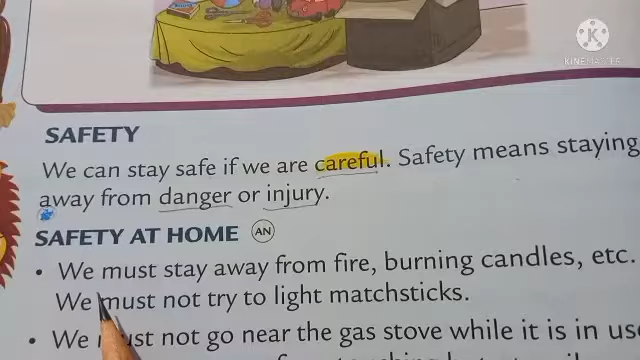 K
KINEMASTER
SAFETY
We can stay safe if we are careful. Safety means staying
away from danger or injury.
SAFETY AT HOME AN
• We must stay away from fire, burning candles, etc.
We must not try to light matchsticks.
• We must not go near the gas stove while it is in use